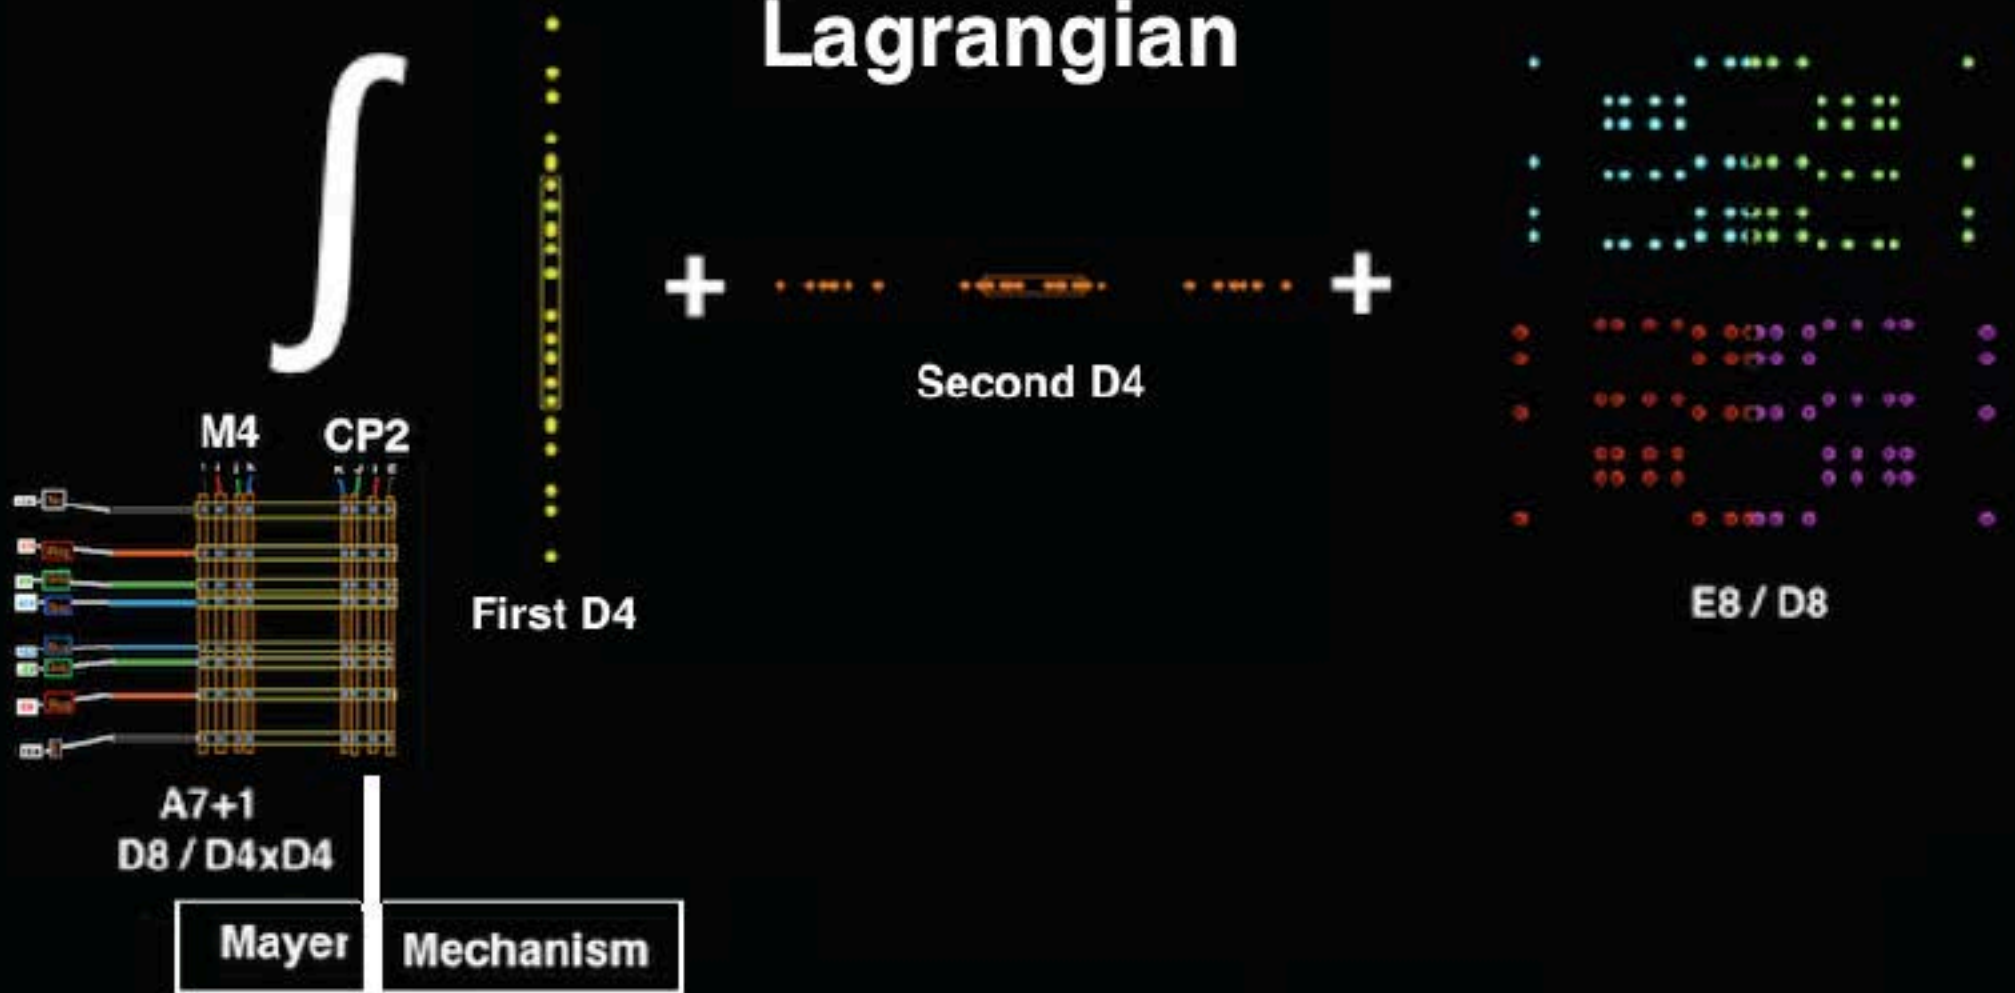 Lagrangian
∫
+
+
Second D4
M4 CP2
First D4
E8 / D8
A7+1
D8 / D4xD4
Mayer Mechanism